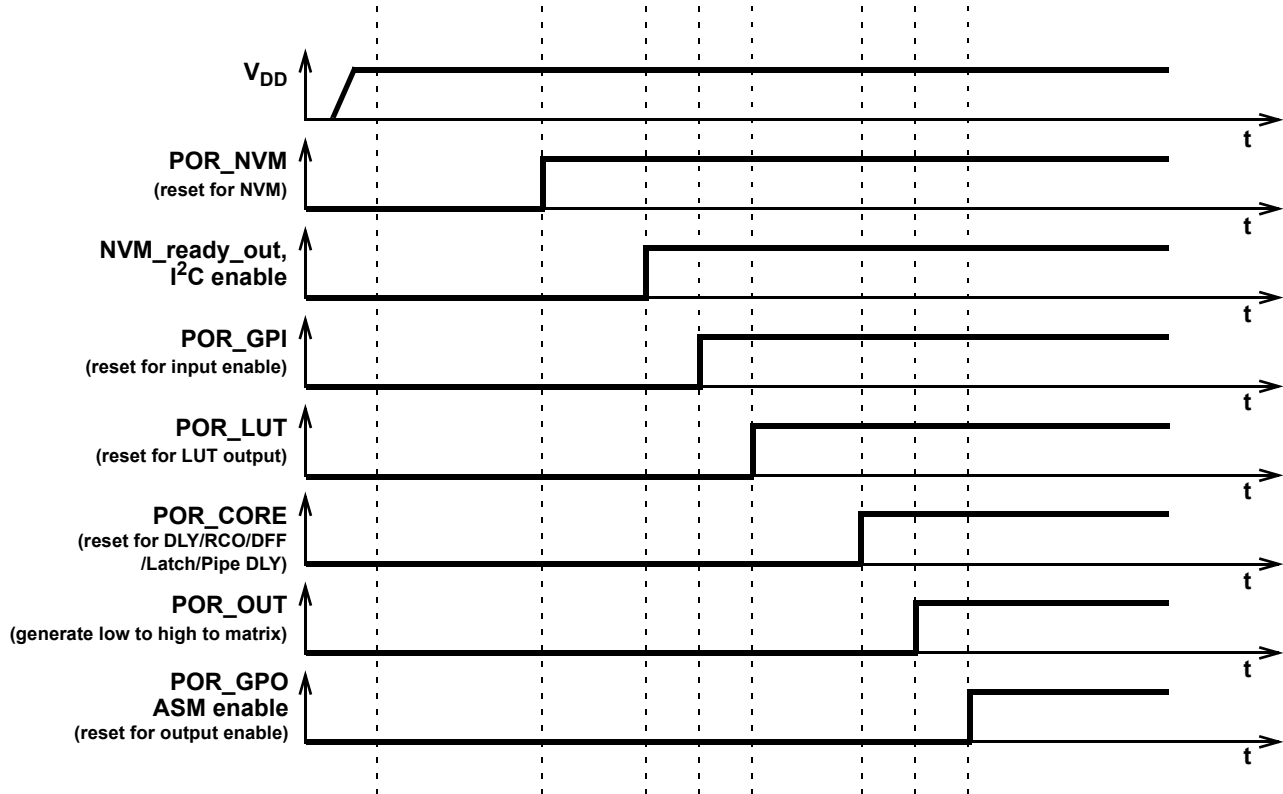 VDD
t
POR_NVM
(reset for NVM)
t
NVM_ready_out,
I²C enable
t
POR_GPI
(reset for input enable)
t
POR_LUT
(reset for LUT output)
t
POR_CORE
(reset for DLY/RCO/DFF
/Latch/Pipe DLY)
t
POR_OUT
(generate low to high to matrix)
t
POR_GPO
ASM enable
(reset for output enable)
t